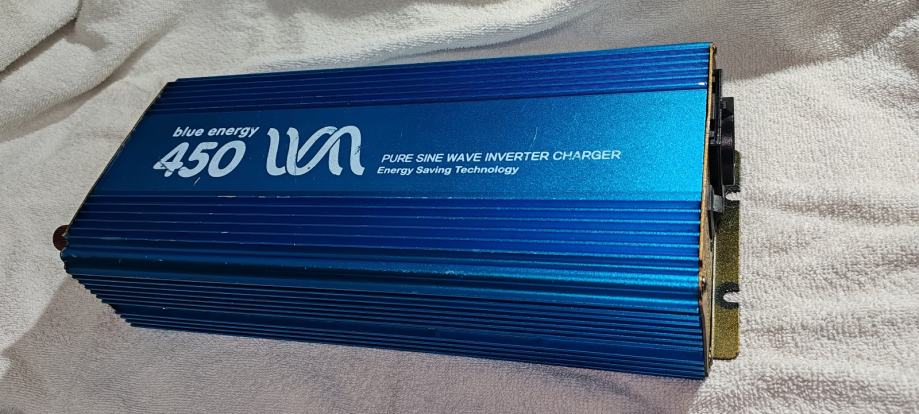 blue energy
450
PURE SINE WAVE INVERTER CHARGER
Energy Saving Technology